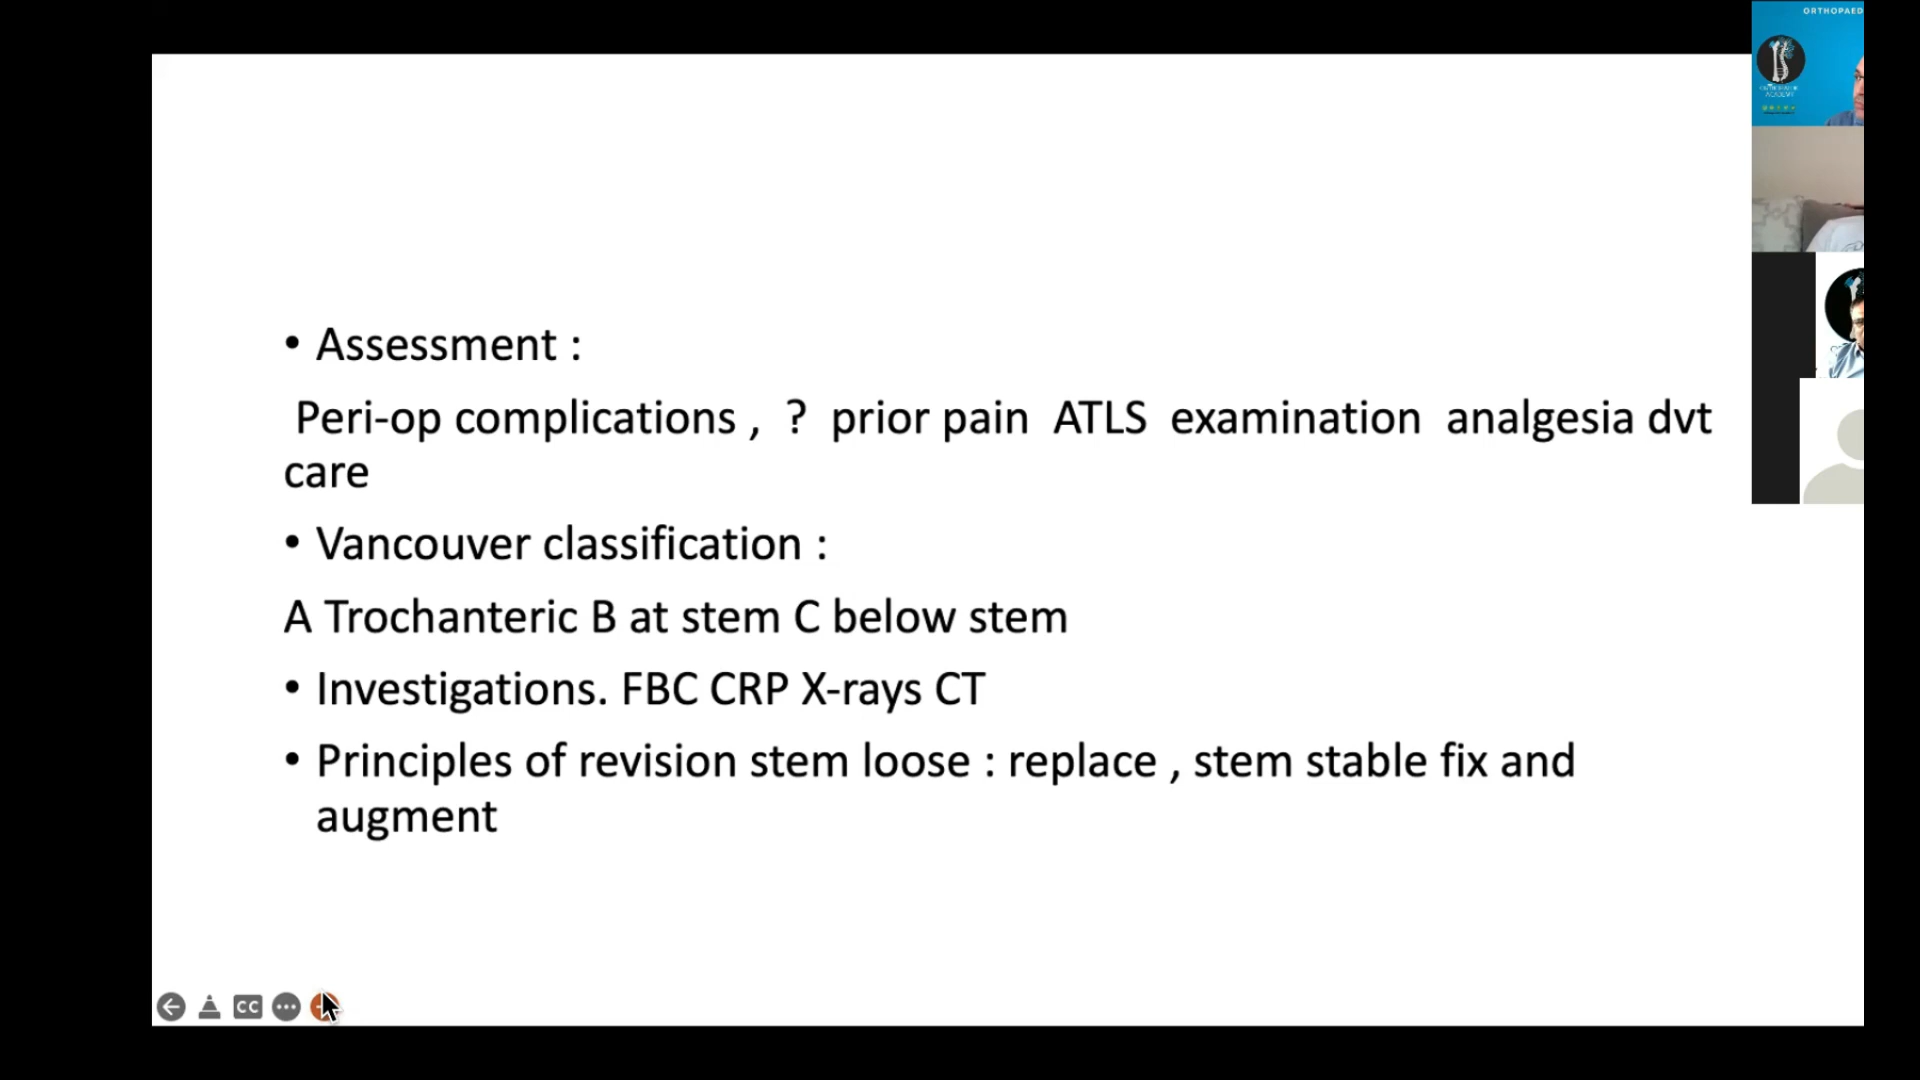 ORTHOPAED
• Assessment :
Peri-op complications , ? prior pain ATLS examination analgesia dvt
care
• Vancouver classification :
A Trochanteric B at stem C below stem
• Investigations. FBC CRP X-rays CT
• Principles of revision stem loose : replace , stem stable fix and
augment
CC